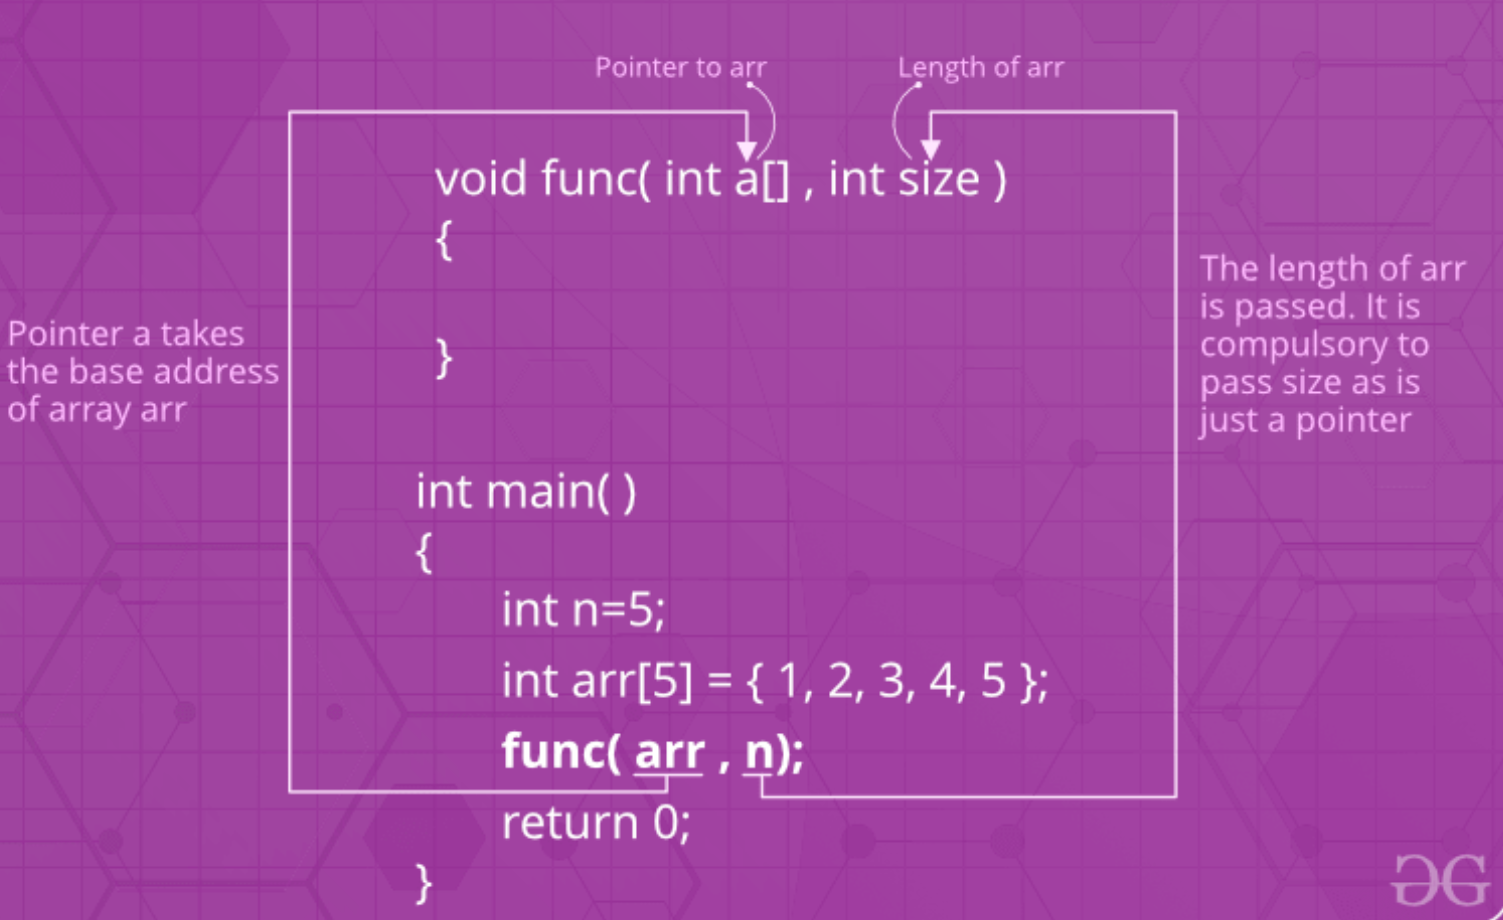 Pointer to arr
Length of arr
void func( int a[] , int size )
{
}
Pointer a takes
the base address
of array arr
The length of arr
is passed. It is
compulsory to
pass size as is
just a pointer
int main( )
{
int n=5;
int arr[5] = { 1, 2, 3, 4, 5 };
func( arr , n);
return 0;
}